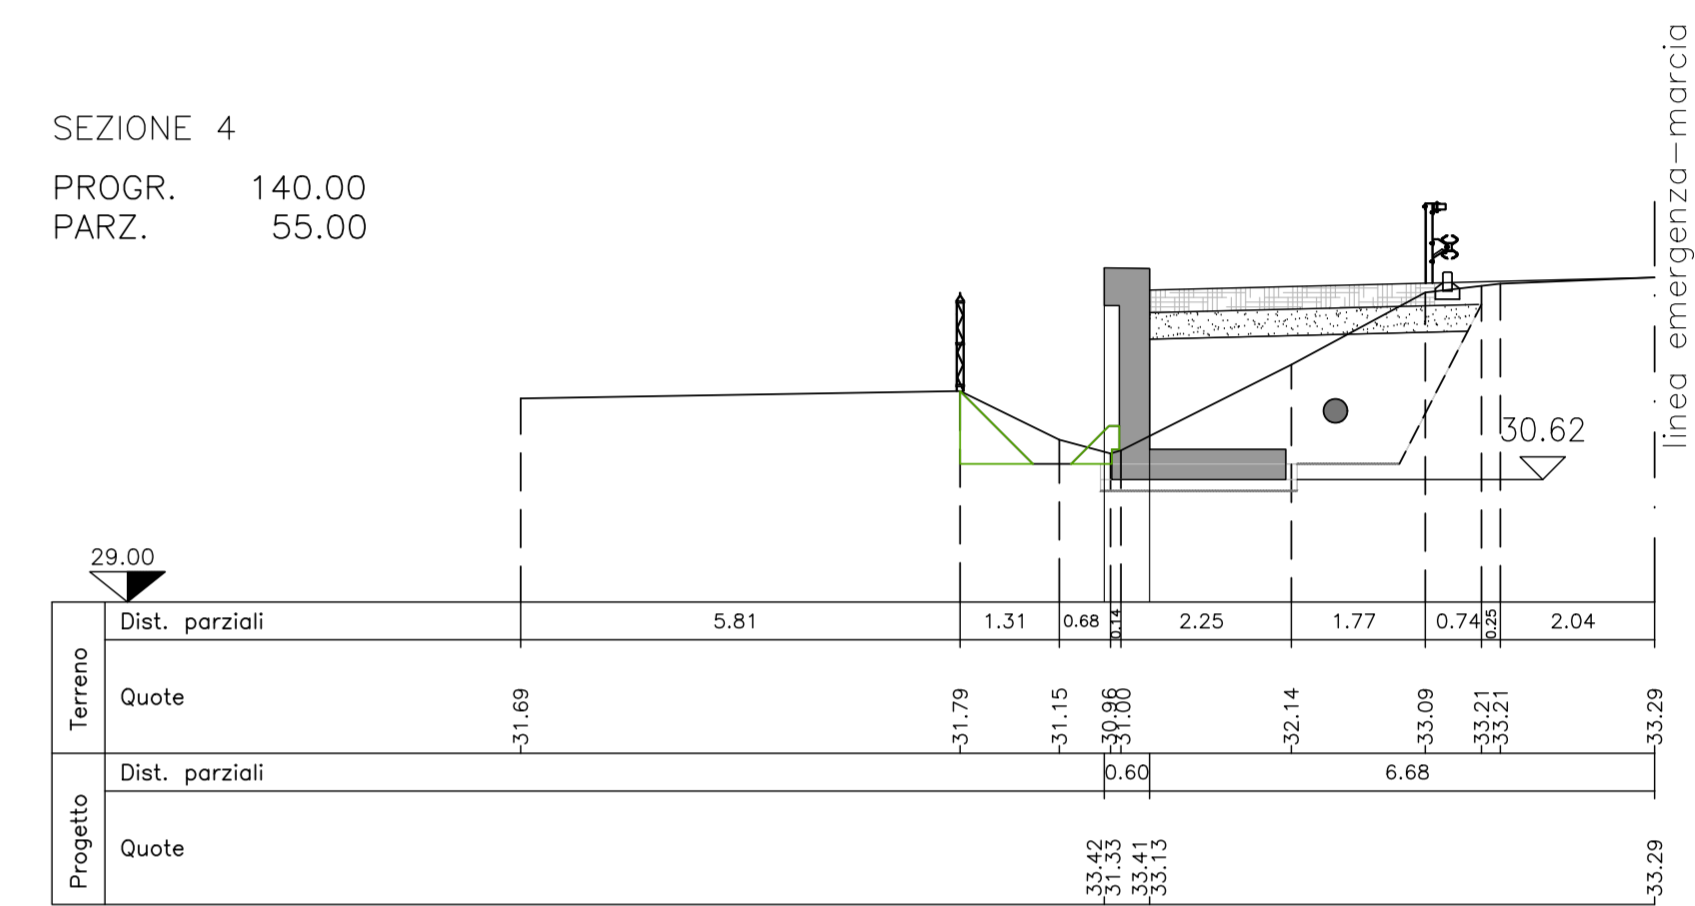 SEZIONE 4
PROGR. 140.00
PARZ. 55.00
linea emergenza-marcia
30.62
29.00
Terreno
Dist. parziali 5.81 1.31 0.68 0.14 2.25 1.77 0.74 0.25 2.04
Quote 31.69 31.79 31.15 30.96 31.00 32.14 33.09 33.21 33.21 33.29
Progetto
Dist. parziali 0.60 6.68
Quote 33.42 31.33 33.41 33.13 33.29